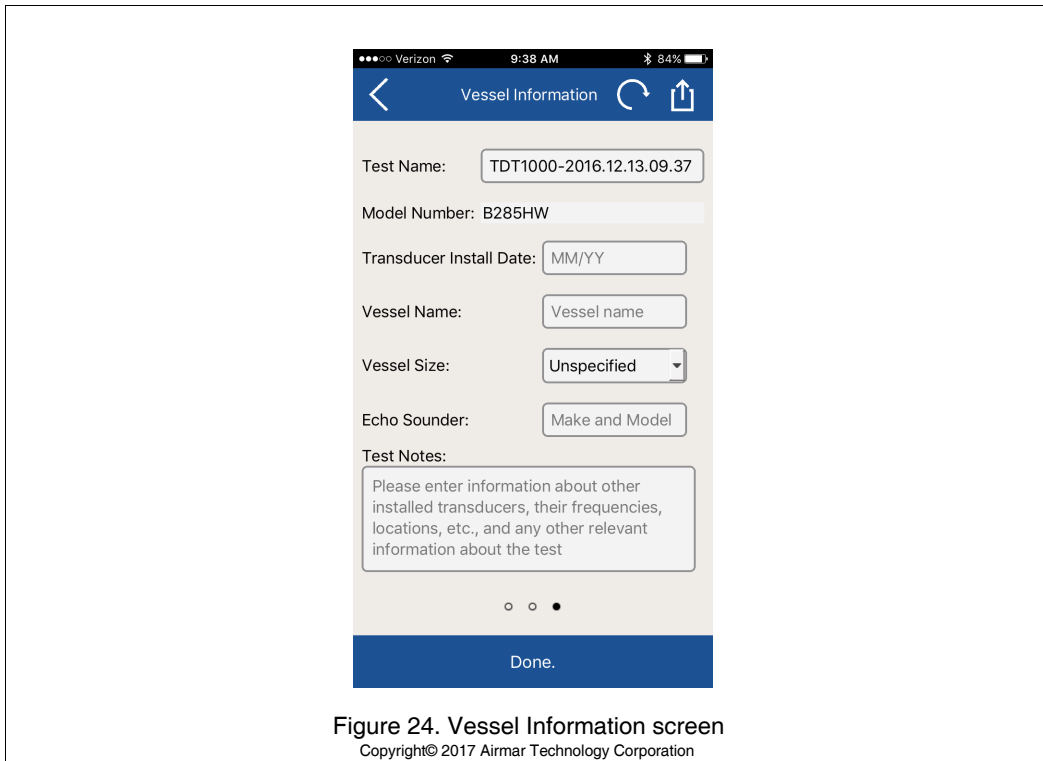 Verizon 9:38 AM 84%
Vessel Information
Test Name: TDT1000-2016.12.13.09.37
Model Number: B285HW
Transducer Install Date: MM/YY
Vessel Name: Vessel name
Vessel Size: Unspecified
Echo Sounder: Make and Model
Test Notes:
Please enter information about other
installed transducers, their frequencies,
locations, etc., and any other relevant
information about the test
Done.
Figure 24. Vessel Information screen
Copyright© 2017 Airmar Technology Corporation